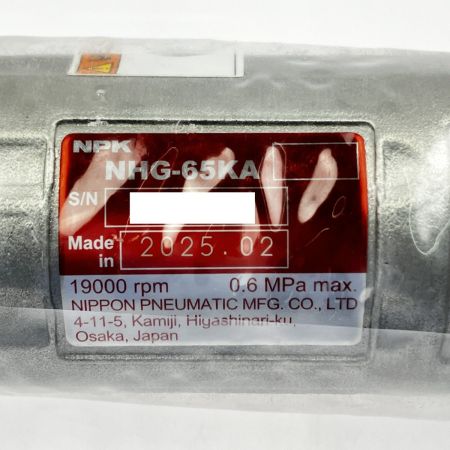 NPK
NHG-65KA
S/N
Made in 2025.02
19000 rpm 0.6 MPa max.
NIPPON PNEUMATIC MFG. CO., LTD
4-11-5, Kamiji, Hiyashinari-ku,
Osaka, Japan